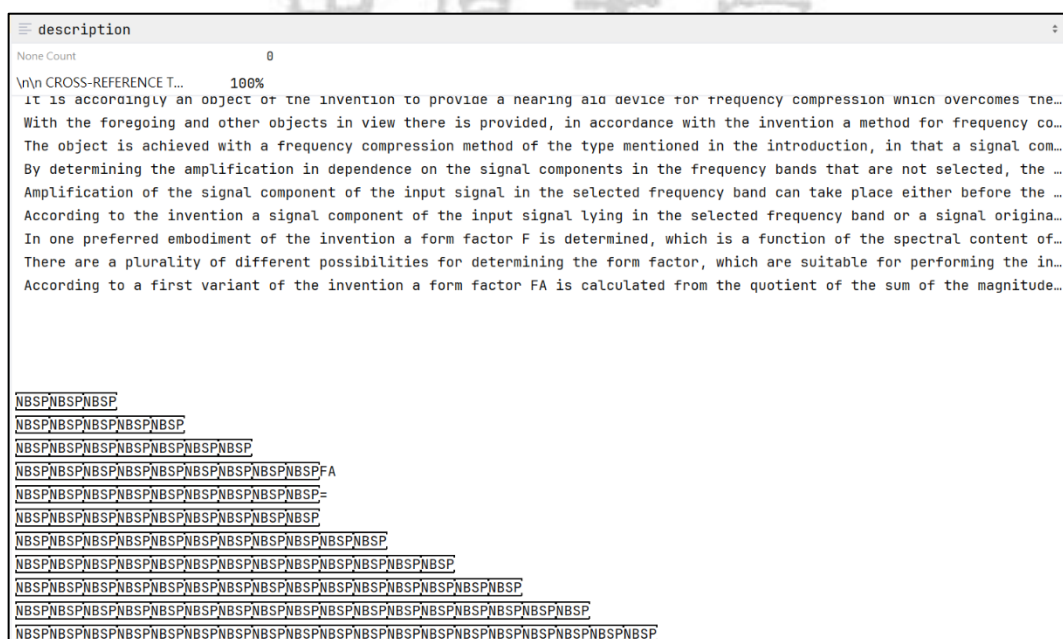 description
None Count 0
\n\n CROSS-REFERENCE T... 100%
It is accordingly an object of the invention to provide a hearing aid device for frequency compression which overcomes the…
With the foregoing and other objects in view there is provided, in accordance with the invention a method for frequency co…
The object is achieved with a frequency compression method of the type mentioned in the introduction, in that a signal com…
By determining the amplification in dependence on the signal components in the frequency bands that are not selected, the …
Amplification of the signal component of the input signal in the selected frequency band can take place either before the …
According to the invention a signal component of the input signal lying in the selected frequency band or a signal origina…
In one preferred embodiment of the invention a form factor F is determined, which is a function of the spectral content of…
There are a plurality of different possibilities for determining the form factor, which are suitable for performing the in…
According to a first variant of the invention a form factor FA is calculated from the quotient of the sum of the magnitude…
NBSPNBSPNBSP
NBSPNBSPNBSPNBSPNBSP
NBSPNBSPNBSPNBSPNBSPNBSPNBSP
NBSPNBSPNBSPNBSPNBSPNBSPNBSPNBSPNBSPFA
NBSPNBSPNBSPNBSPNBSPNBSPNBSPNBSPNBSP=
NBSPNBSPNBSPNBSPNBSPNBSPNBSPNBSPNBSP
NBSPNBSPNBSPNBSPNBSPNBSPNBSPNBSPNBSPNBSPNBSP
NBSPNBSPNBSPNBSPNBSPNBSPNBSPNBSPNBSPNBSPNBSPNBSPNBSP
NBSPNBSPNBSPNBSPNBSPNBSPNBSPNBSPNBSPNBSPNBSPNBSPNBSPNBSPNBSP
NBSPNBSPNBSPNBSPNBSPNBSPNBSPNBSPNBSPNBSPNBSPNBSPNBSPNBSPNBSPNBSPNBSP
NBSPNBSPNBSPNBSPNBSPNBSPNBSPNBSPNBSPNBSPNBSPNBSPNBSPNBSPNBSPNBSPNBSPNBSPNBSP